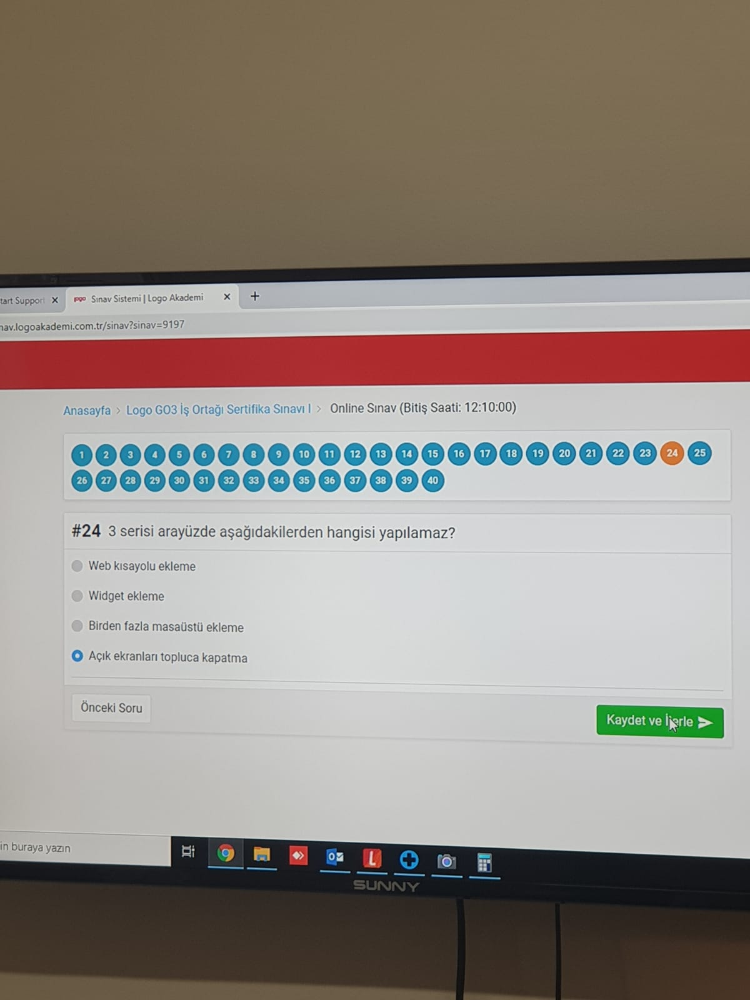 tart Support
logo Sınav Sistemi | Logo Akademi
nav.logoakademi.com.tr/sinav?sinav=9197
Anasayfa > Logo GO3 İş Ortağı Sertifika Sınavı I > Online Sınav (Bitiş Saati: 12:10:00)
1 2 3 4 5 6 7 8 9 10 11 12 13 14 15 16 17 18 19 20 21 22 23 24 25
26 27 28 29 30 31 32 33 34 35 36 37 38 39 40
#24 3 serisi arayüzde aşağıdakilerden hangisi yapılamaz?
Web kısayolu ekleme
Widget ekleme
Birden fazla masaüstü ekleme
Açık ekranları topluca kapatma
Önceki Soru
Kaydet ve İlerle
in buraya yazın
SUNNY